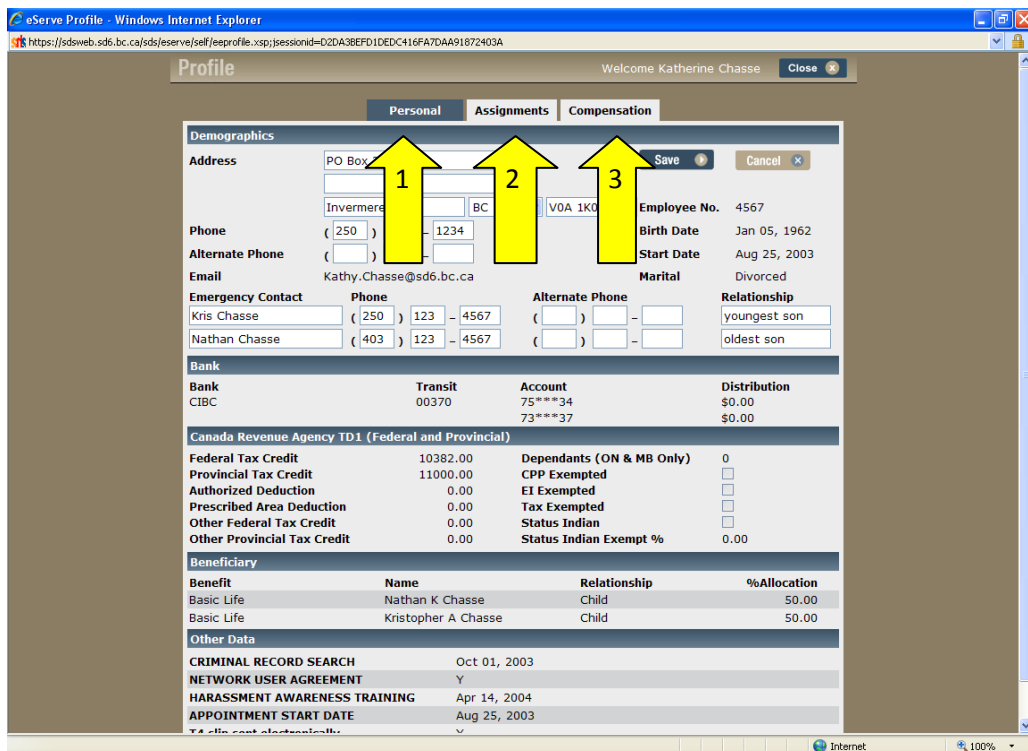 eServe Profile - Windows Internet Explorer
https://sdsweb.sd6.bc.ca/sds/eserve/self/eeprofile.xsp;jsessionid=D2DA3BEFD1DEDC416FA7DAA91872403A
Profile Welcome Katherine Chasse Close
Personal Assignments Compensation
Demographics
Address PO Box Save Cancel
1 2 3
Invermere BC V0A 1K0 Employee No. 4567
Phone ( 250 ) – 1234 Birth Date Jan 05, 1962
Alternate Phone ( ) – Start Date Aug 25, 2003
Email Kathy.Chasse@sd6.bc.ca Marital Divorced
Emergency Contact Phone Alternate Phone Relationship
Kris Chasse ( 250 ) 123 – 4567 ( ) – youngest son
Nathan Chasse ( 403 ) 123 – 4567 ( ) – oldest son
Bank
Bank Transit Account Distribution
CIBC 00370 75***34 $0.00
73***37 $0.00
Canada Revenue Agency TD1 (Federal and Provincial)
Federal Tax Credit 10382.00 Dependants (ON & MB Only) 0
Provincial Tax Credit 11000.00 CPP Exempted
Authorized Deduction 0.00 EI Exempted
Prescribed Area Deduction 0.00 Tax Exempted
Other Federal Tax Credit 0.00 Status Indian
Other Provincial Tax Credit 0.00 Status Indian Exempt % 0.00
Beneficiary
Benefit Name Relationship %Allocation
Basic Life Nathan K Chasse Child 50.00
Basic Life Kristopher A Chasse Child 50.00
Other Data
CRIMINAL RECORD SEARCH Oct 01, 2003
NETWORK USER AGREEMENT Y
HARASSMENT AWARENESS TRAINING Apr 14, 2004
APPOINTMENT START DATE Aug 25, 2003
T4 slip sent electronically Y
Internet 100%